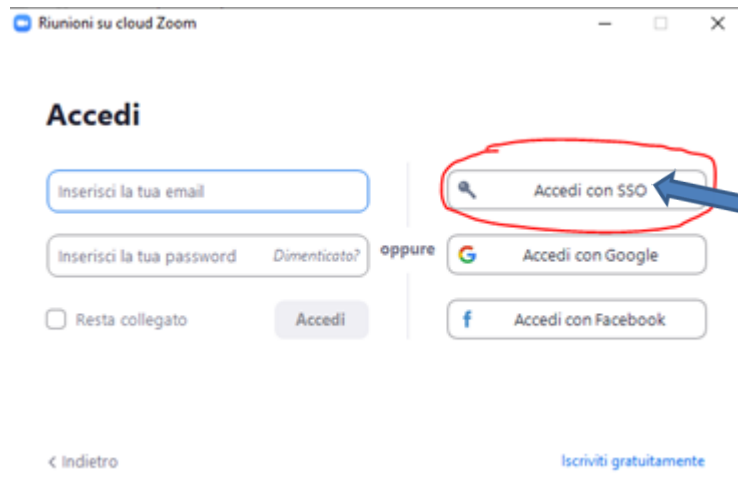 Riunioni su cloud Zoom
Accedi
Inserisci la tua email
Inserisci la tua password Dimenticato?
Resta collegato
Accedi
oppure
Accedi con SSO
Accedi con Google
Accedi con Facebook
< Indietro
Iscriviti gratuitamente